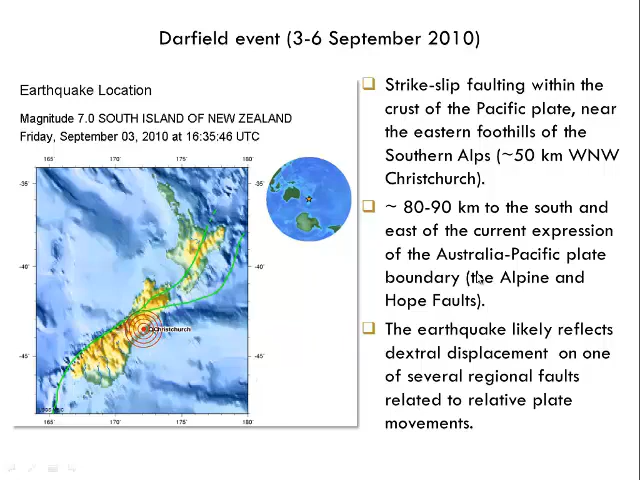 Darfield event (3-6 September 2010)
Earthquake Location
Magnitude 7.0 SOUTH ISLAND OF NEW ZEALAND
Friday, September 03, 2010 at 16:35:46 UTC
165˚ 170˚ 175˚ 180˚
-35˚
-40˚
-45˚
Christchurch
165˚ 170˚ 175˚ 180˚
Strike-slip faulting within the
crust of the Pacific plate, near
the eastern foothills of the
Southern Alps (~50 km WNW
Christchurch).
~ 80-90 km to the south and
east of the current expression
of the Australia-Pacific plate
boundary (the Alpine and
Hope Faults).
The earthquake likely reflects
dextral displacement on one
of several regional faults
related to relative plate
movements.